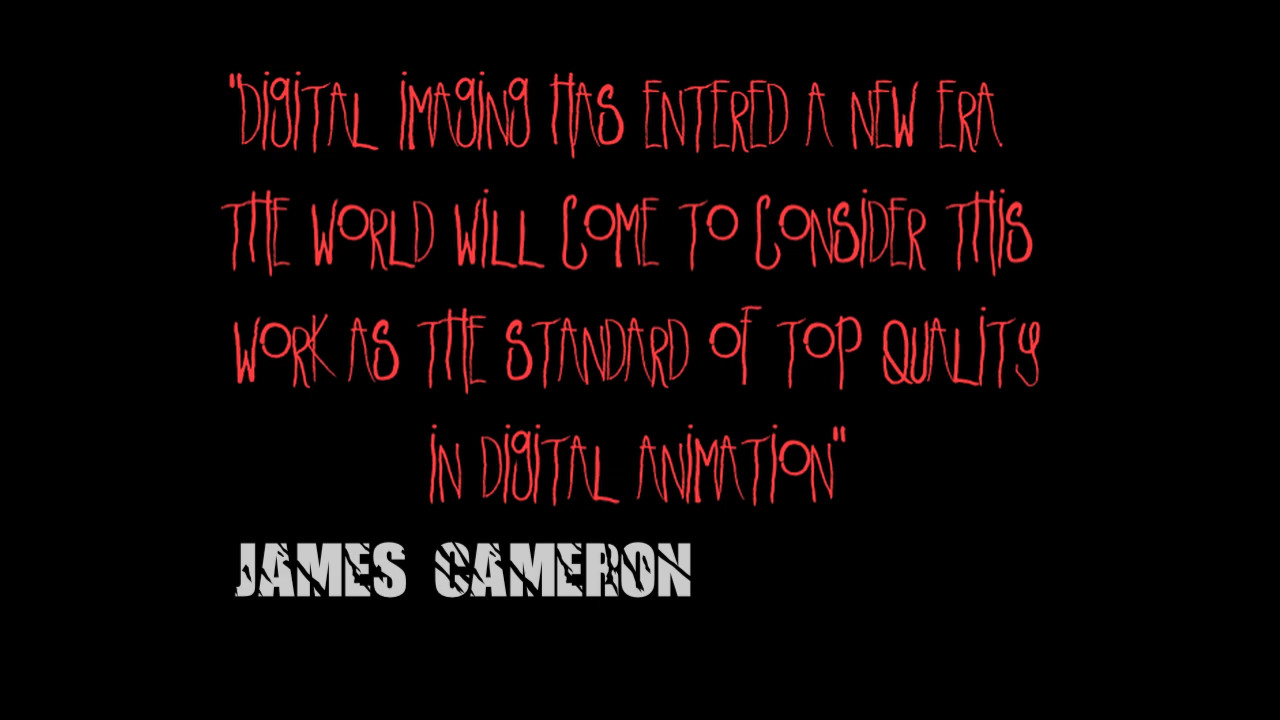 "DIGITAL IMAGING HAS ENTERED A NEW ERA
THE WORLD WILL COME TO CONSIDER THIS
WORK AS THE STANDARD OF TOP QUALITY
IN DIGITAL ANIMATION"
JAMES CAMERON